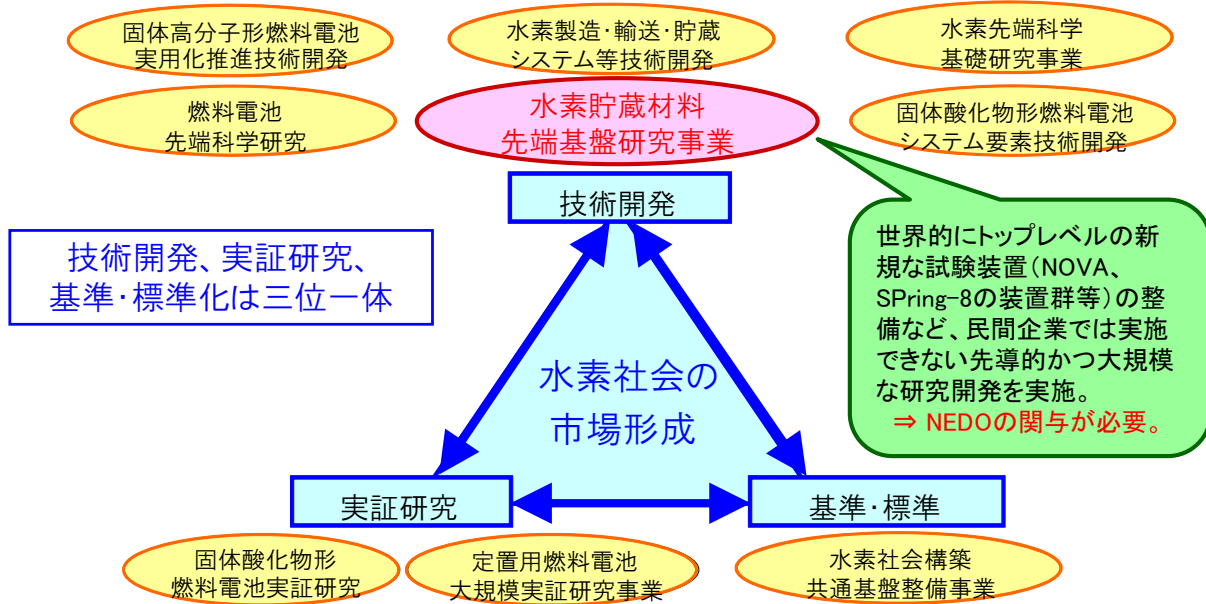 固体高分子形燃料電池
実用化推進技術開発
水素製造・輸送・貯蔵
システム等技術開発
水素先端科学
基礎研究事業
燃料電池
先端科学研究
水素貯蔵材料
先端基盤研究事業
固体酸化物形燃料電池
システム要素技術開発
技術開発
技術開発、実証研究、
基準・標準化は三位一体
世界的にトップレベルの新
規な試験装置(NOVA、
SPring-8の装置群等)の整
備など、民間企業では実施
できない先導的かつ大規模
な研究開発を実施。
⇒ NEDOの関与が必要。
水素社会の
市場形成
実証研究
基準・標準
固体酸化物形
燃料電池実証研究
定置用燃料電池
大規模実証研究事業
水素社会構築
共通基盤整備事業